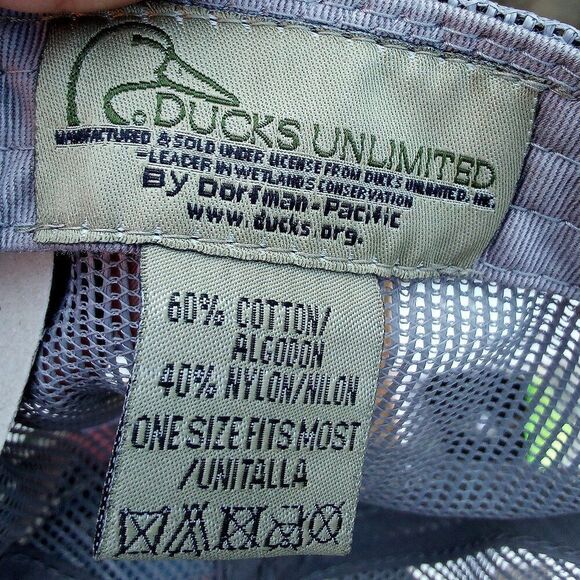 DUCKS UNLIMITED
MANUFACTURED & SOLD UNDER LICENSE FROM DUCKS UNLIMITED, INC.
-LEADER IN WETLANDS CONSERVATION
By Dorfman-Pacific
www.ducks.org.
60% COTTON/
ALGODON
40% NYLON/NILON
ONE SIZE FITS MOST
/UNITALLA